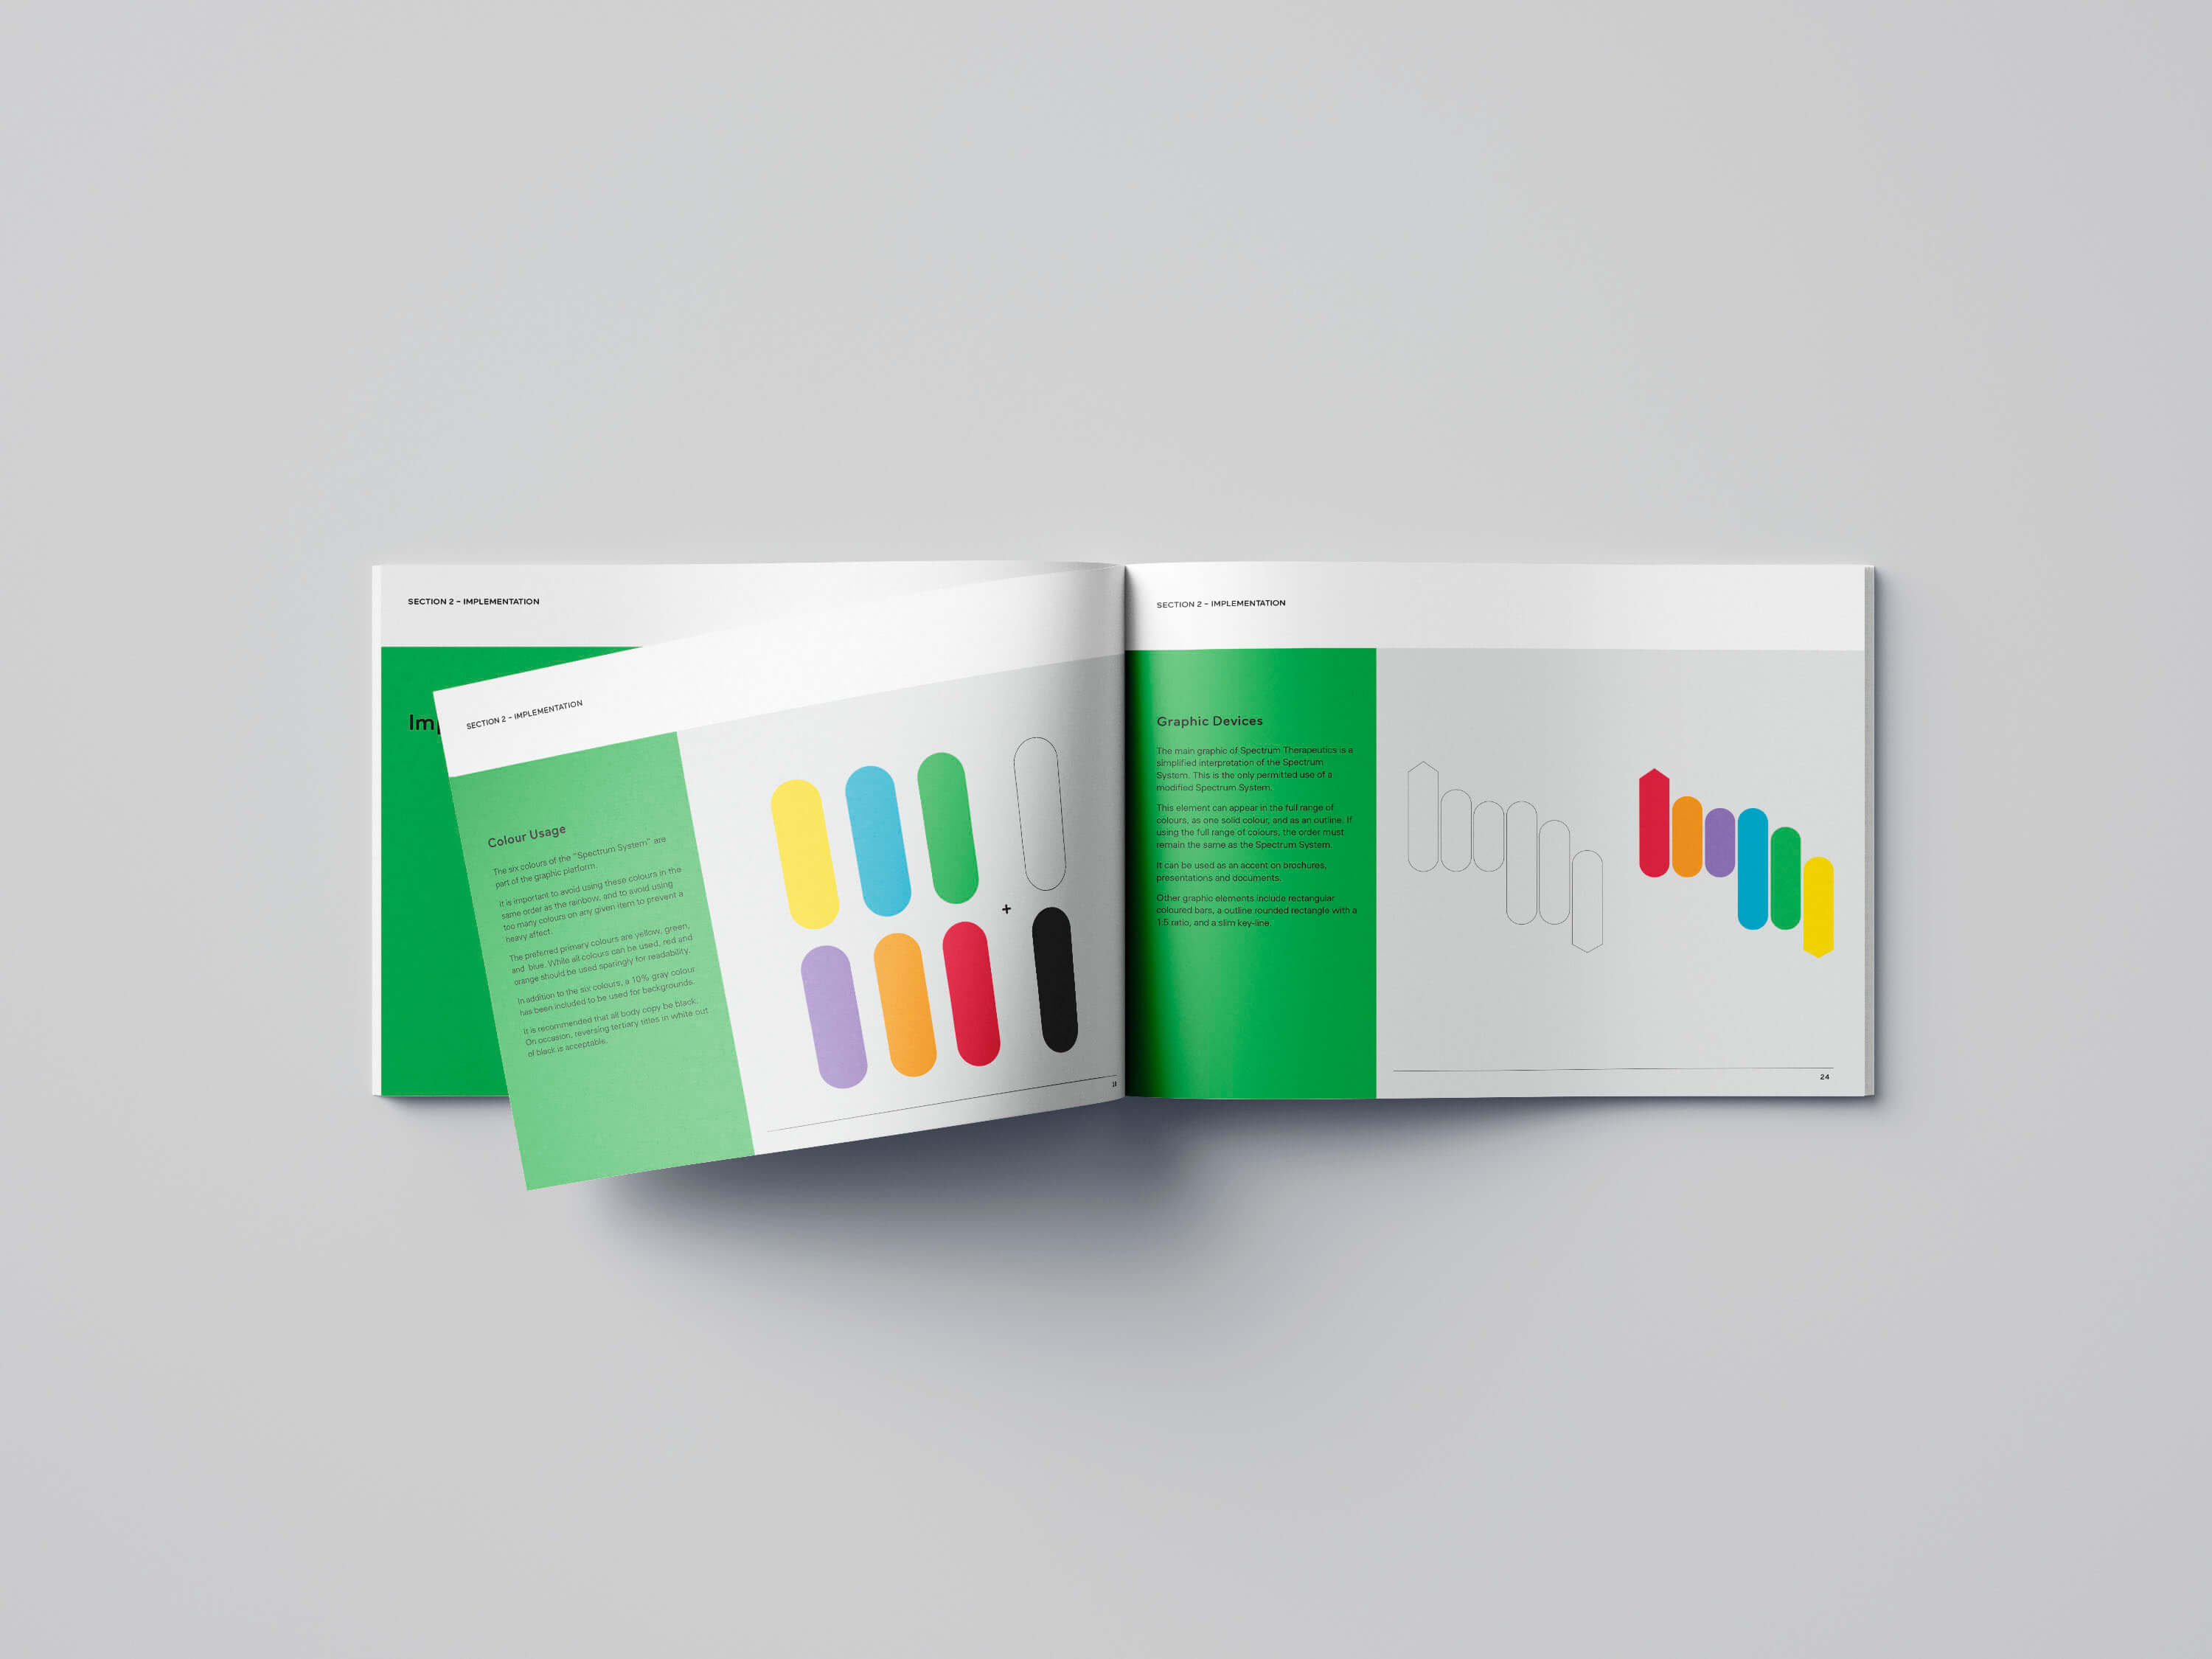 SECTION 2 – IMPLEMENTATION
Im
SECTION 2 – IMPLEMENTATION
Colour Usage
The six colours of the "Spectrum System" are
part of the graphic platform.
It is important to avoid using these colours in the
same order as the rainbow, and to avoid using
too many colours on any given item to prevent a
heavy affect.
The preferred primary colours are yellow, green,
and blue. While all colours can be used, red and
orange should be used sparingly for readability.
In addition to the six colours, a 10% gray colour
has been included to be used for backgrounds.
It is recommended that all body copy be black.
On occasion, reversing tertiary titles in white out
of black is acceptable.
+
SECTION 2 – IMPLEMENTATION
Graphic Devices
The main graphic of Spectrum Therapeutics is a
simplified interpretation of the Spectrum
System. This is the only permitted use of a
modified Spectrum System.
This element can appear in the full range of
colours, as one solid colour, and as an outline. If
using the full range of colours, the order must
remain the same as the Spectrum System.
It can be used as an accent on brochures,
presentations and documents.
Other graphic elements include rectangular
coloured bars, a outline rounded rectangle with a
1:5 ratio, and a slim key-line.
24